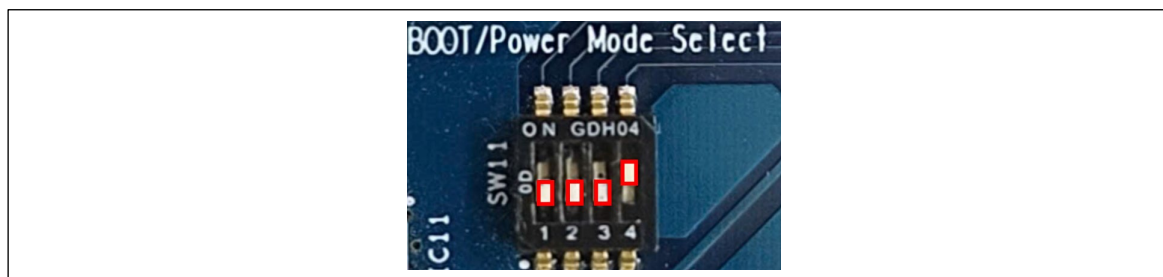 BOOT/Power Mode Select
ON GDH04
SW11
0D
1 2 3 4
IC11